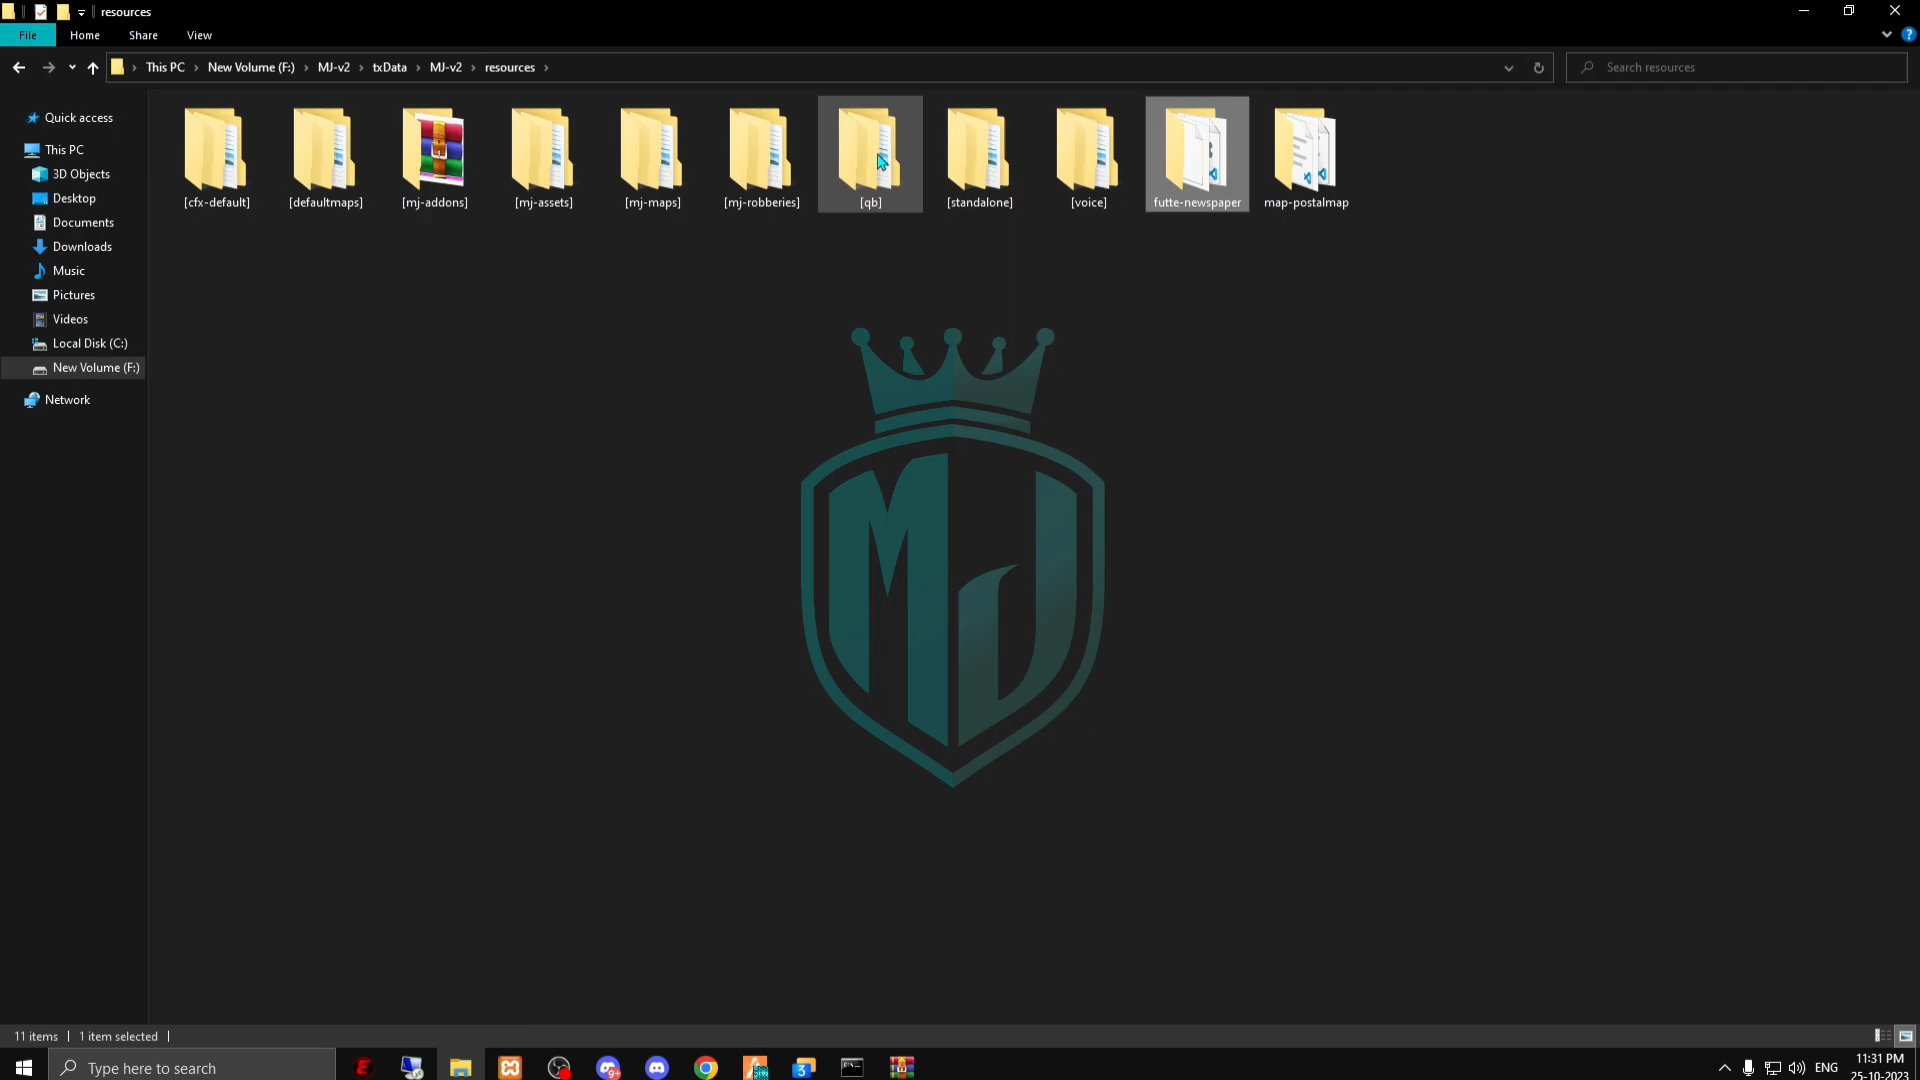 resources
File
Home
Share
View
This PC
New Volume (F:)
MJ-v2
txData
MJ-v2
resources
Search resources
Quick access
This PC
3D Objects
Desktop
Documents
Downloads
Music
Pictures
Videos
Local Disk (C:)
New Volume (F:)
Network
[cfx-default]
[defaultmaps]
[mj-addons]
[mj-assets]
[mj-maps]
[mj-robberies]
[qb]
[standalone]
[voice]
futte-newspaper
map-postalmap
MJ
11 items
1 item selected
Type here to search
9+
3
ENG
11:31 PM
25-10-2023